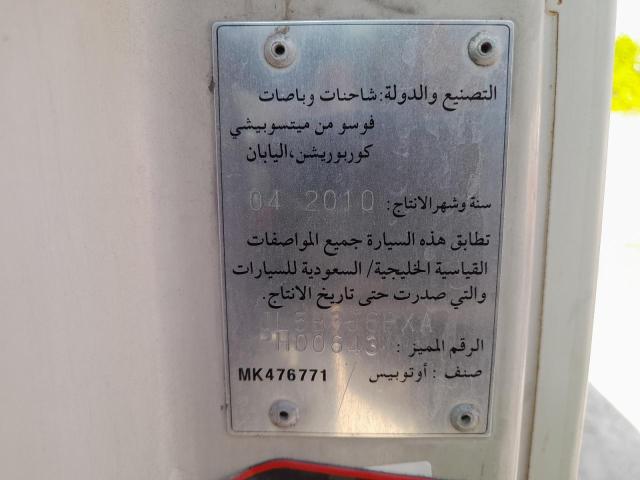 التصنيع والدولة: شاحنات وباصات
فوسو من ميتسوبيشي
كوربوريشن، اليابان
سنة وشهر الانتاج: 04 2010
تطابق هذه السيارة جميع المواصفات
القياسية الخليجية/ السعودية للسيارات
والتي صدرت حتى تاريخ الانتاج.
الرقم المميز :
صنف : أوتوبيس / MK476771